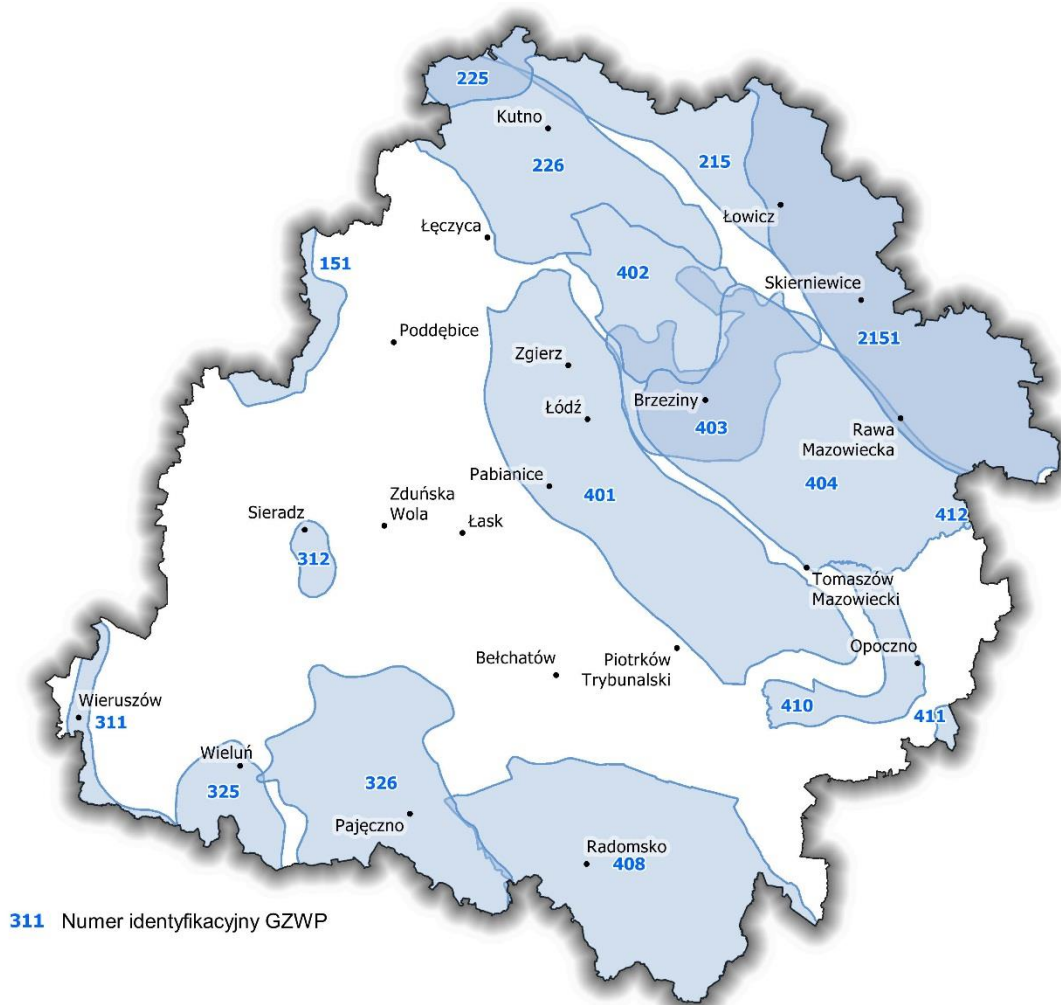 225
Kutno
226
215
Łowicz
Łęczyca
151
402
Skierniewice
2151
Poddębice
Zgierz
Brzeziny
403
Łódź
Rawa
Mazowiecka
404
Pabianice
401
Zduńska
Wola
Łask
Sieradz
312
412
Tomaszów
Mazowiecki
Opoczno
Bełchatów
Piotrków
Trybunalski
410
411
Wieruszów
311
Wieluń
325
326
Pajęczno
Radomsko
408
311 Numer identyfikacyjny GZWP